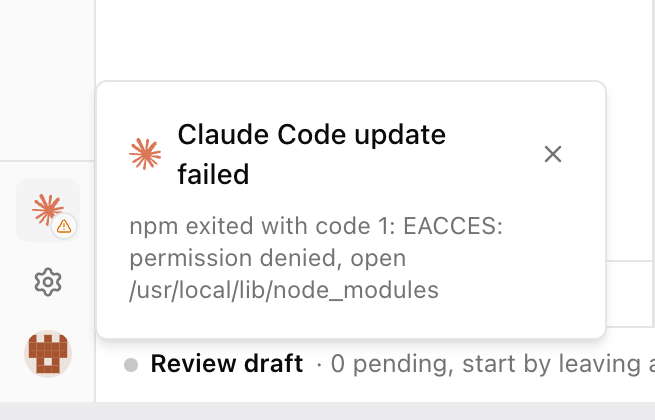 Claude Code update
failed
npm exited with code 1: EACCES:
permission denied, open
/usr/local/lib/node_modules
Review draft · 0 pending, start by leaving